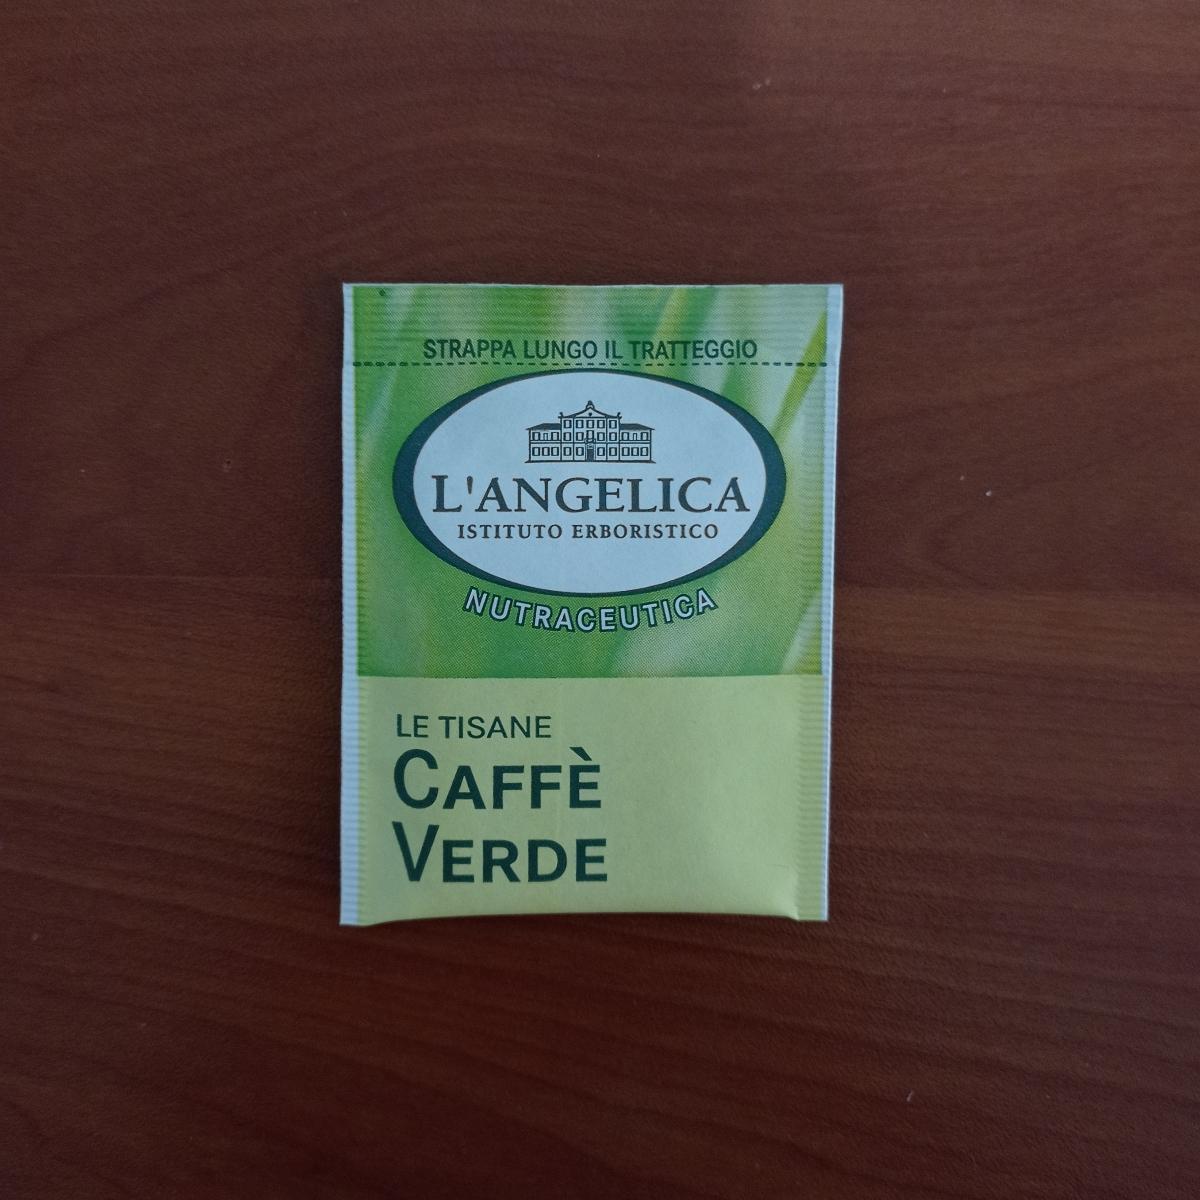 STRAPPA LUNGO IL TRATTEGGIO
L'ANGELICA
ISTITUTO ERBORISTICO
NUTRACEUTICA
LE TISANE
CAFFÈ
VERDE